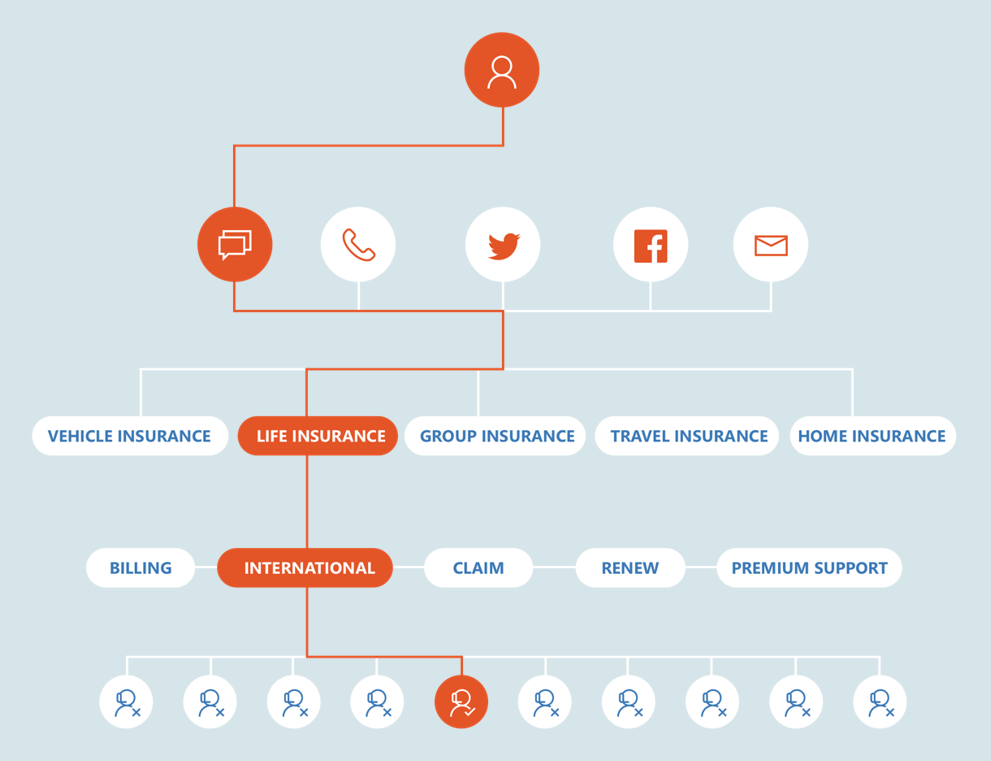 VEHICLE INSURANCE
LIFE INSURANCE
GROUP INSURANCE
TRAVEL INSURANCE
HOME INSURANCE
BILLING
INTERNATIONAL
CLAIM
RENEW
PREMIUM SUPPORT